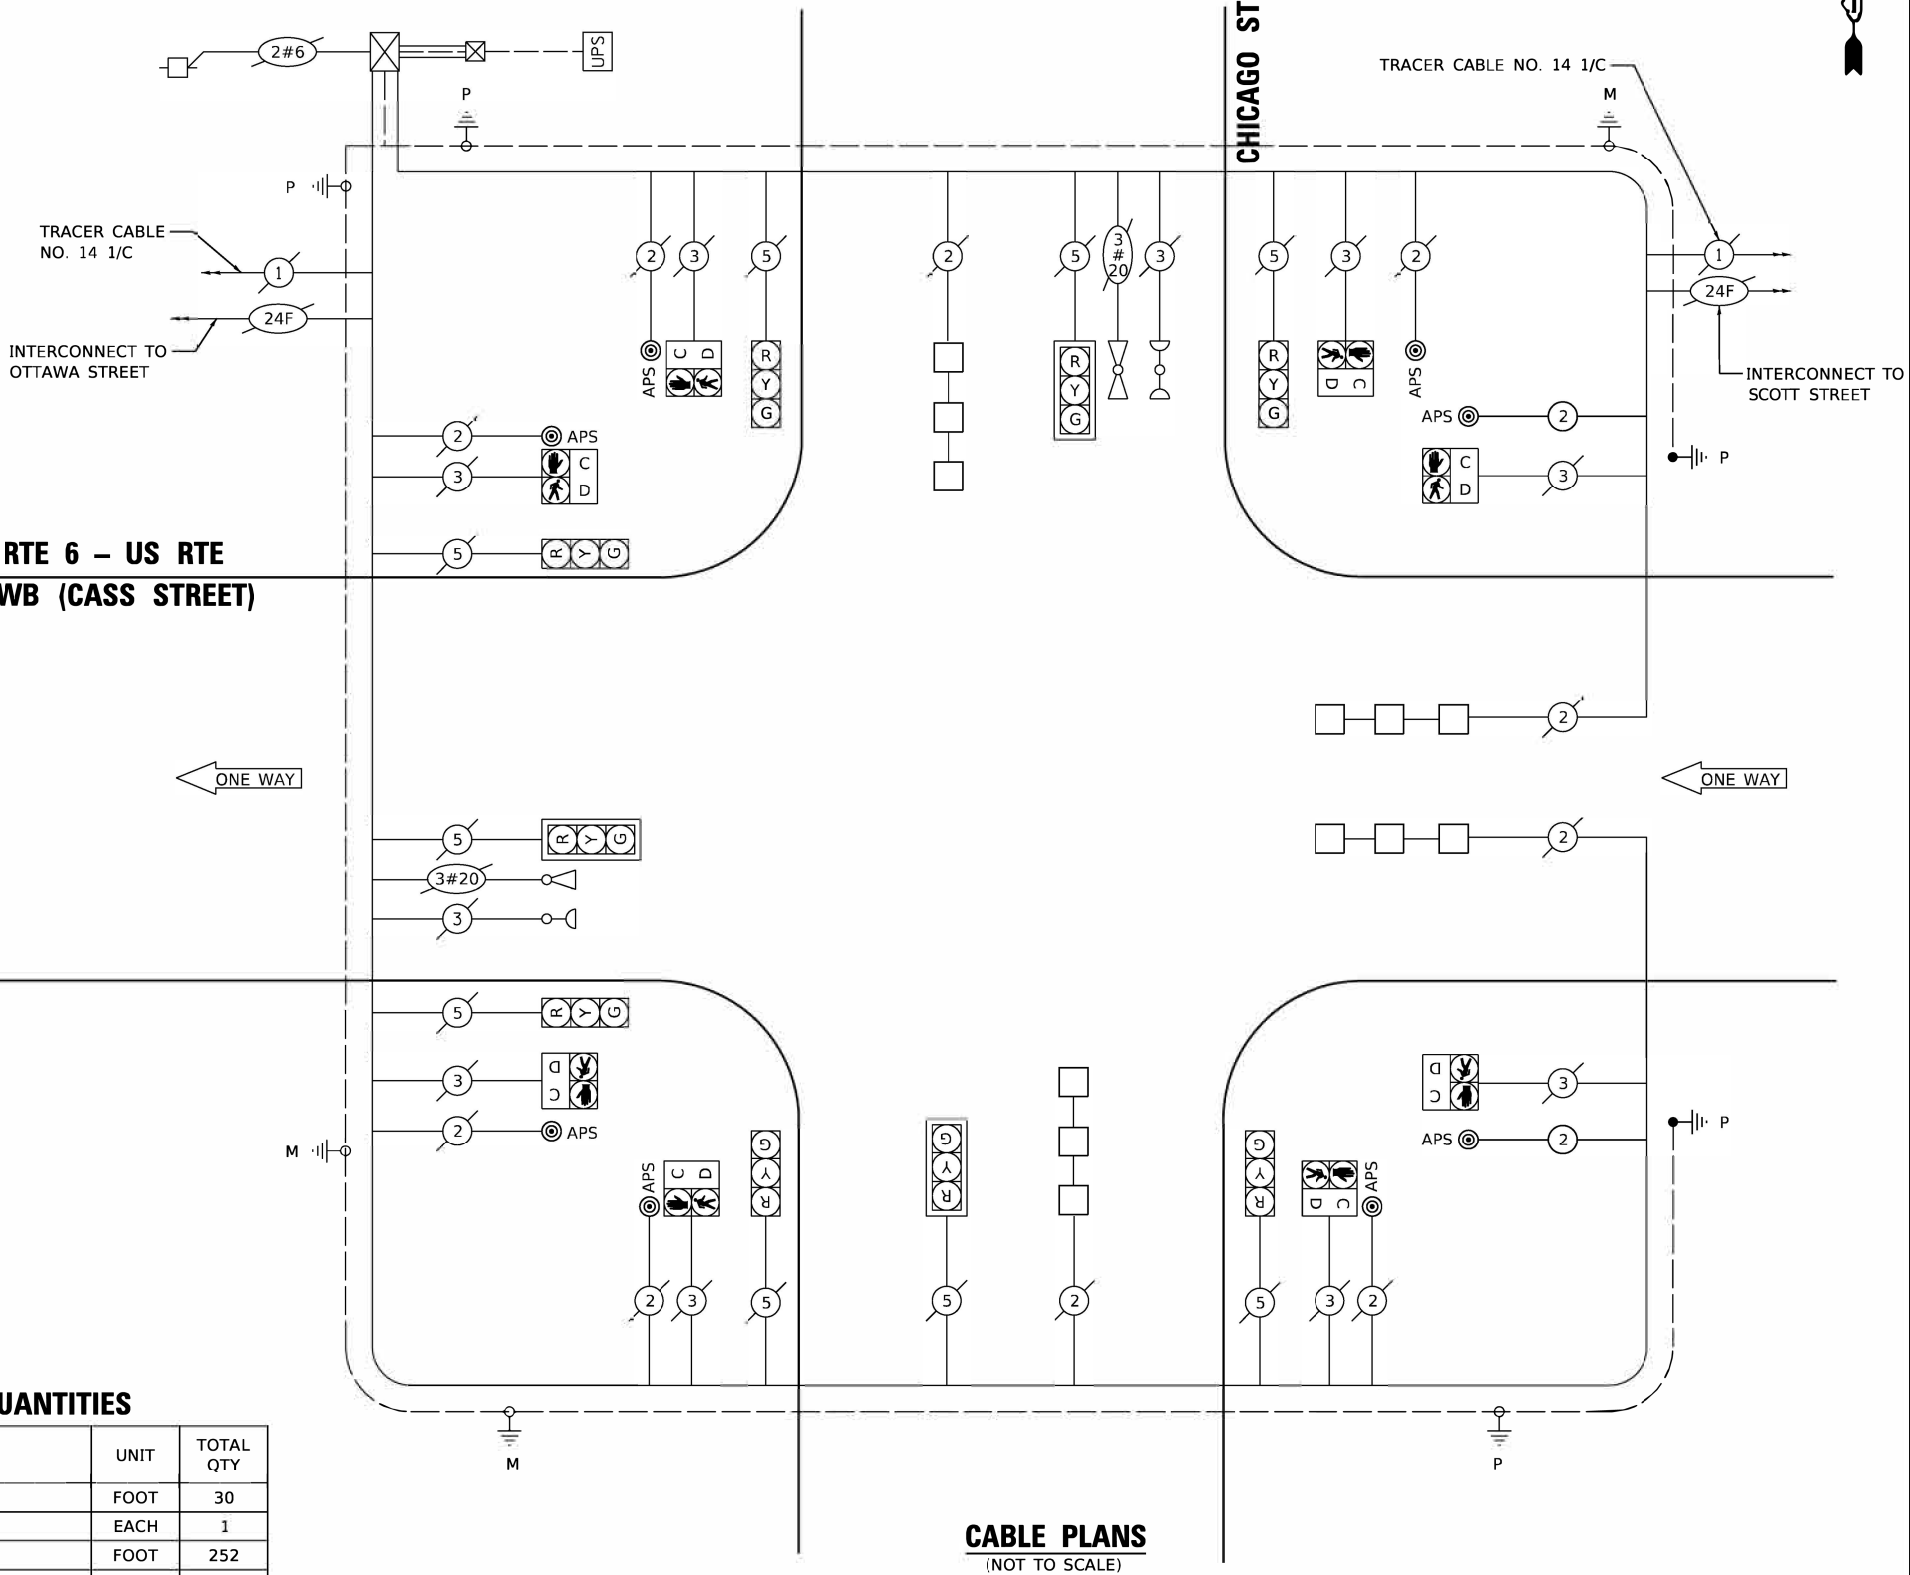 2#6
UPS
CHICAGO ST
TRACER CABLE NO. 14 1/C
P
M
P
TRACER CABLE
NO. 14 1/C
1
24F
INTERCONNECT TO
OTTAWA STREET
2
3
5
2
5
3
#
20
3
5
3
2
1
24F
INTERCONNECT TO
SCOTT STREET
APS
C D
R
Y
G
R
Y
G
R
Y
G
D C
APS
2
APS
3
C
D
5
R Y G
APS
2
C
D
3
P
RTE 6 – US RTE
WB (CASS STREET)
2
ONE WAY
ONE WAY
5
R Y G
3#20
3
2
5
R Y G
3
D
C
2
APS
M
D
C
3
APS
2
P
APS
C D
G
Y
R
G
Y
R
G
Y
R
D C
APS
2
3
5
5
2
5
3
2
M
P
UANTITIES
UNIT
TOTAL
QTY
FOOT 30
EACH 1
FOOT 252
CABLE PLANS
(NOT TO SCALE)